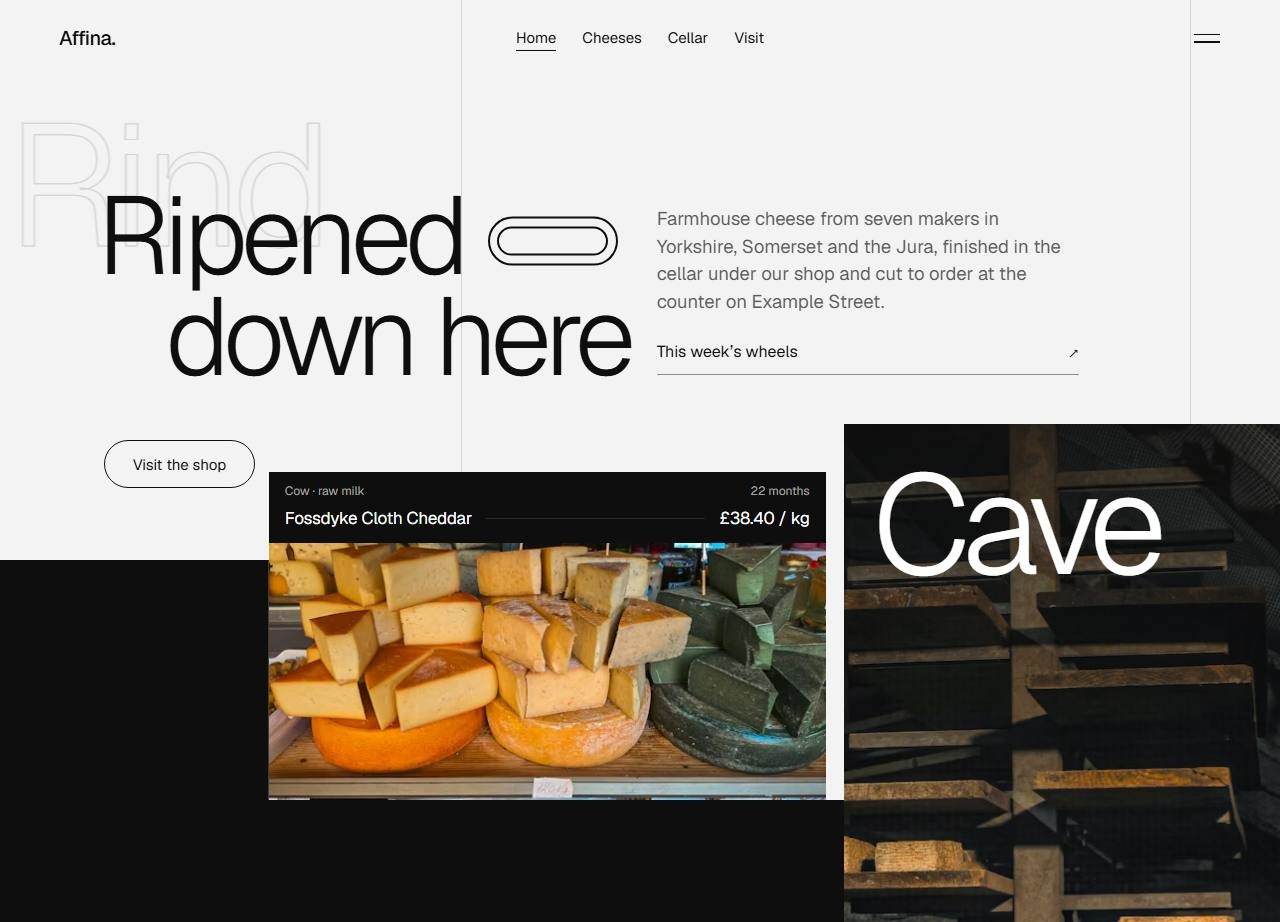 Affina.
Home Cheeses Cellar Visit
Rind
Ripened
down here
Farmhouse cheese from seven makers in
Yorkshire, Somerset and the Jura, finished in the
cellar under our shop and cut to order at the
counter on Example Street.
This week’s wheels ↗
Visit the shop
Cow · raw milk 22 months
Fossdyke Cloth Cheddar £38.40 / kg
Cave